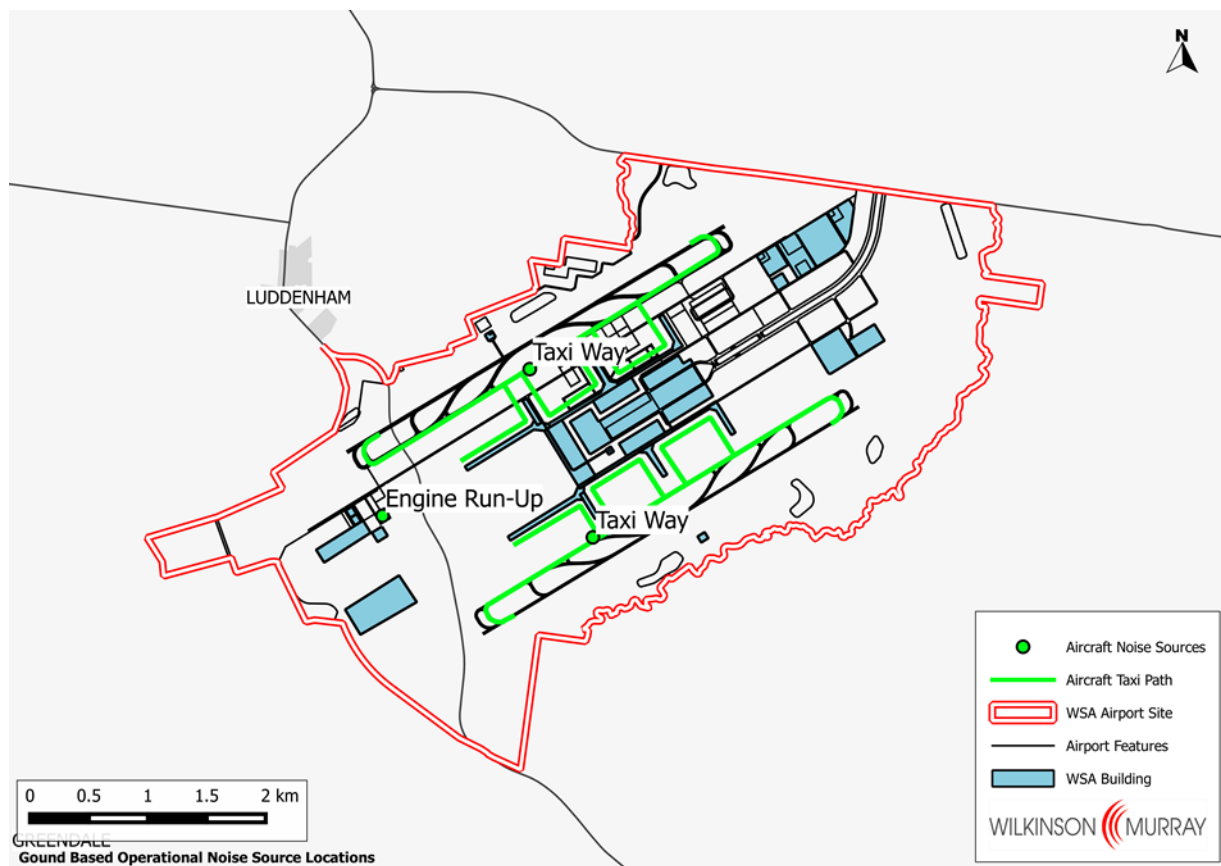 N
LUDDENHAM
Taxi Way
Engine Run-Up
Taxi Way
Aircraft Noise Sources
Aircraft Taxi Path
WSA Airport Site
Airport Features
WSA Building
WILKINSON MURRAY
0 0.5 1 1.5 2 km
GREENDALE
Gound Based Operational Noise Source Locations